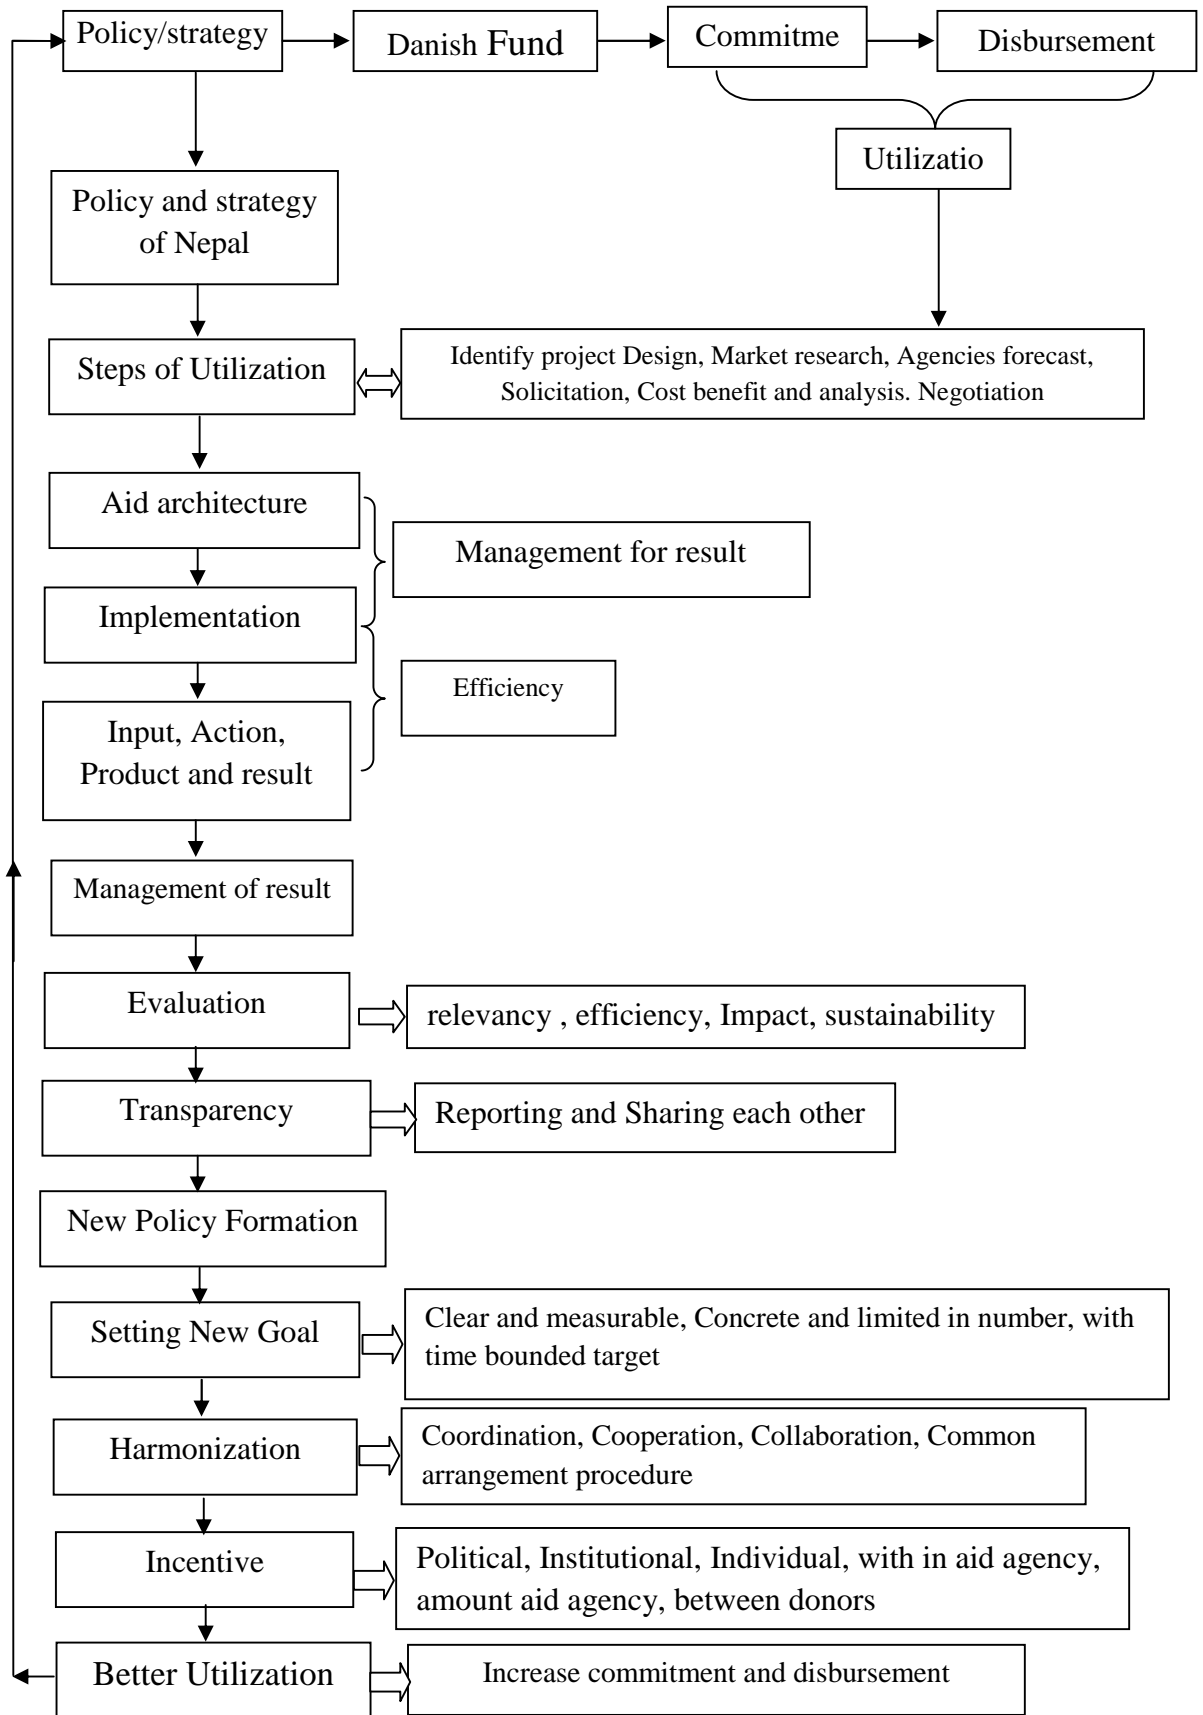 Policy/strategy
Danish Fund
Commitme
Disbursement
Utilizatio
Policy and strategy
of Nepal
Steps of Utilization
Identify project Design, Market research, Agencies forecast,
Solicitation, Cost benefit and analysis. Negotiation
Aid architecture
Management for result
Implementation
Efficiency
Input, Action,
Product and result
Management of result
Evaluation
relevancy , efficiency, Impact, sustainability
Transparency
Reporting and Sharing each other
New Policy Formation
Setting New Goal
Clear and measurable, Concrete and limited in number, with
time bounded target
Harmonization
Coordination, Cooperation, Collaboration, Common
arrangement procedure
Incentive
Political, Institutional, Individual, with in aid agency,
amount aid agency, between donors
Better Utilization
Increase commitment and disbursement